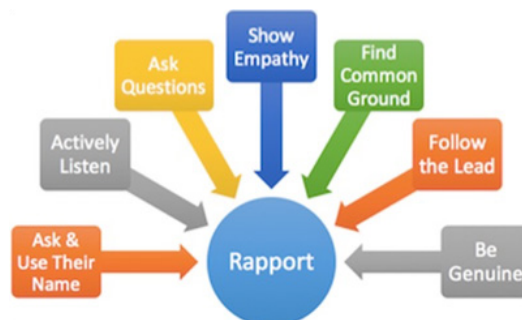 Show
Empathy
Ask
Questions
Find
Common
Ground
Actively
Listen
Follow
the Lead
Ask &
Use Their
Name
Rapport
Be
Genuine